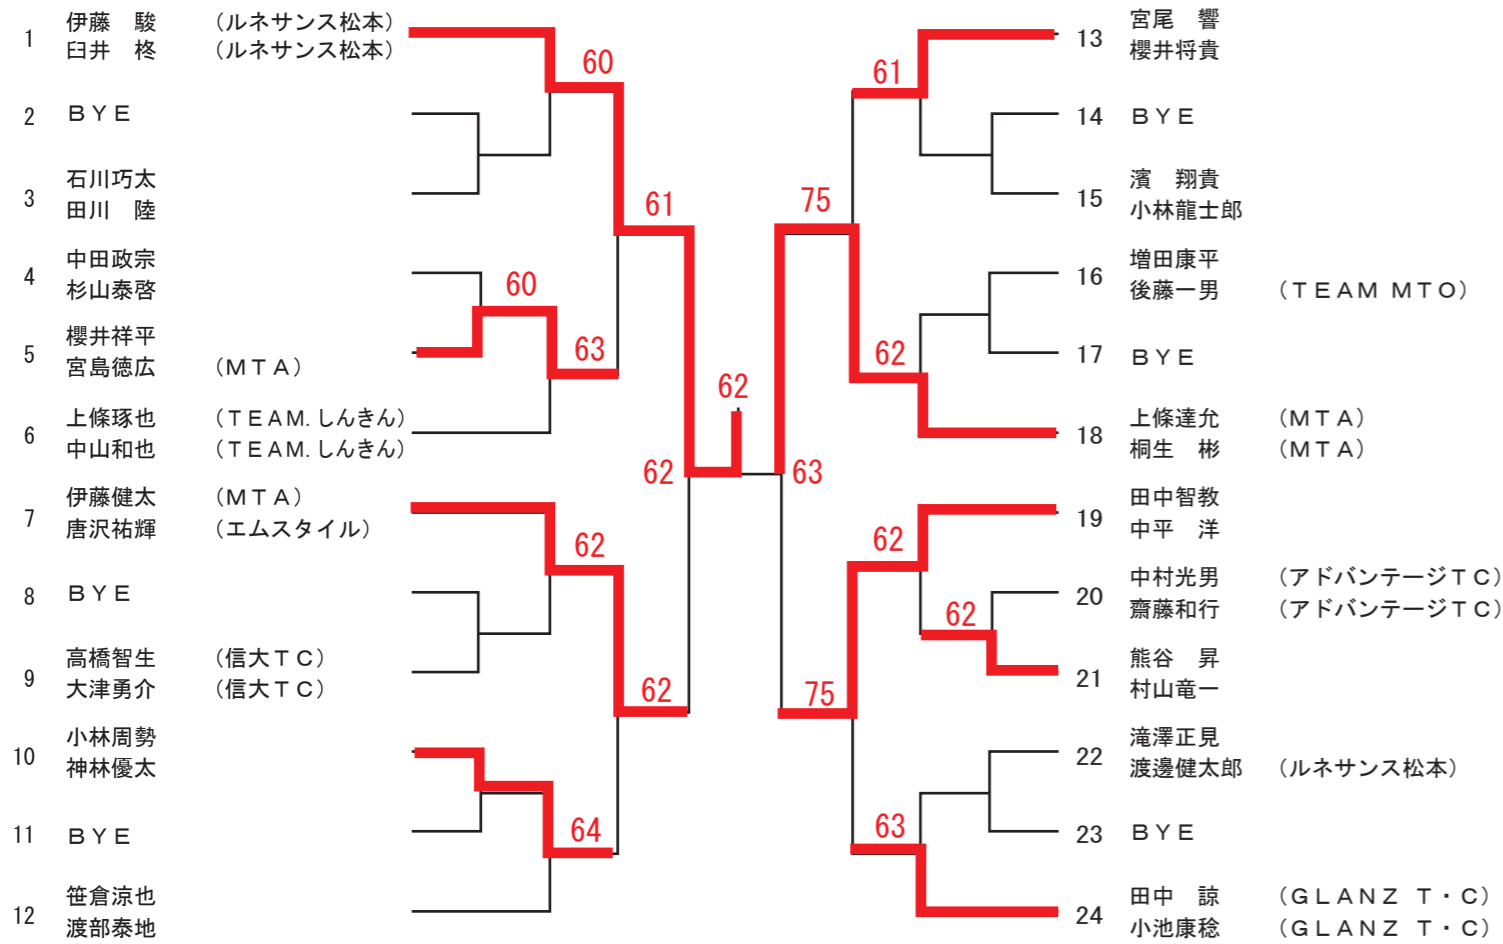 1
伊藤　駿　（ルネサンス松本）
臼井　柊　（ルネサンス松本）
2　ＢＹＥ
3
石川巧太
田川　陸
4
中田政宗
杉山泰啓
5
櫻井祥平
宮島徳広　（ＭＴＡ）
6
上條琢也　（ＴＥＡＭ.しんきん）
中山和也　（ＴＥＡＭ.しんきん）
7
伊藤健太　（ＭＴＡ）
唐沢祐輝　（エムスタイル）
8　ＢＹＥ
9
高橋智生　（信大ＴＣ）
大津勇介　（信大ＴＣ）
10
小林周勢
神林優太
11　ＢＹＥ
12
笹倉涼也
渡部泰地
60
60
63
61
62
64
62
62
62
63
75
61
62
62
62
75
63
13
宮尾　響
櫻井将貴
14　ＢＹＥ
15
濱　翔貴
小林龍士郎
16
増田康平
後藤一男　（ＴＥＡＭ ＭＴＯ）
17　ＢＹＥ
18
上條達允　（ＭＴＡ）
桐生　彬　（ＭＴＡ）
19
田中智教
中平　洋
20
中村光男　（アドバンテージＴＣ）
齋藤和行　（アドバンテージＴＣ）
21
熊谷　昇
村山竜一
22
滝澤正見
渡邊健太郎　（ルネサンス松本）
23　ＢＹＥ
24
田中　諒　（ＧＬＡＮＺ Ｔ・Ｃ）
小池康稔　（ＧＬＡＮＺ Ｔ・Ｃ）